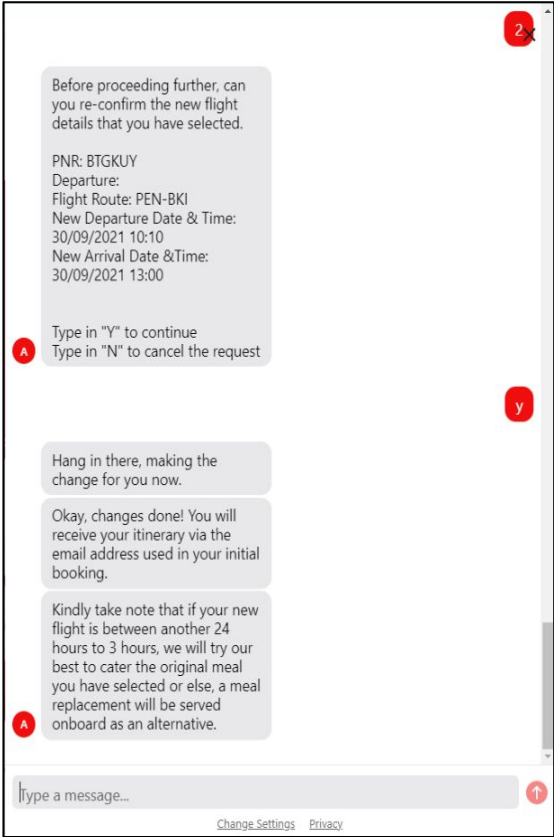 2
Before proceeding further, can
you re-confirm the new flight
details that you have selected.
PNR: BTGKUY
Departure:
Flight Route: PEN-BKI
New Departure Date & Time:
30/09/2021 10:10
New Arrival Date &Time:
30/09/2021 13:00
Type in "Y" to continue
Type in "N" to cancel the request
A
y
Hang in there, making the
change for you now.
Okay, changes done! You will
receive your itinerary via the
email address used in your initial
booking.
Kindly take note that if your new
flight is between another 24
hours to 3 hours, we will try our
best to cater the original meal
you have selected or else, a meal
replacement will be served
onboard as an alternative.
A
Type a message...
Change Settings Privacy